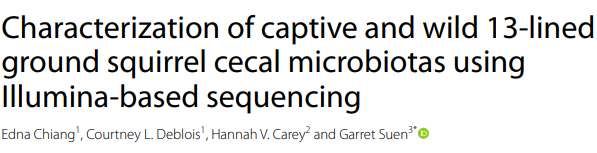 Characterization of captive and wild 13-lined
ground squirrel cecal microbiotas using
Illumina-based sequencing
Edna Chiang1, Courtney L. Deblois1, Hannah V. Carey2 and Garret Suen3*